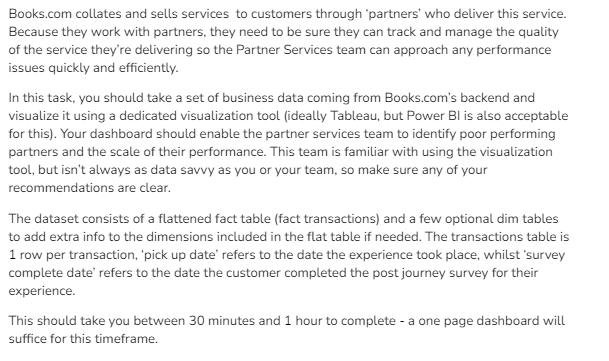 Books.com collates and sells services  to customers through ‘partners’ who deliver this service.
Because they work with partners, they need to be sure they can track and manage the quality
of the service they’re delivering so the Partner Services team can approach any performance
issues quickly and efficiently.
In this task, you should take a set of business data coming from Books.com’s backend and
visualize it using a dedicated visualization tool (ideally Tableau, but Power BI is also acceptable
for this). Your dashboard should enable the partner services team to identify poor performing
partners and the scale of their performance. This team is familiar with using the visualization
tool, but isn’t always as data savvy as you or your team, so make sure any of your
recommendations are clear.
The dataset consists of a flattened fact table (fact transactions) and a few optional dim tables
to add extra info to the dimensions included in the flat table if needed. The transactions table is
1 row per transaction, ‘pick up date’ refers to the date the experience took place, whilst ‘survey
complete date’ refers to the date the customer completed the post journey survey for their
experience.
This should take you between 30 minutes and 1 hour to complete - a one page dashboard will
suffice for this timeframe.